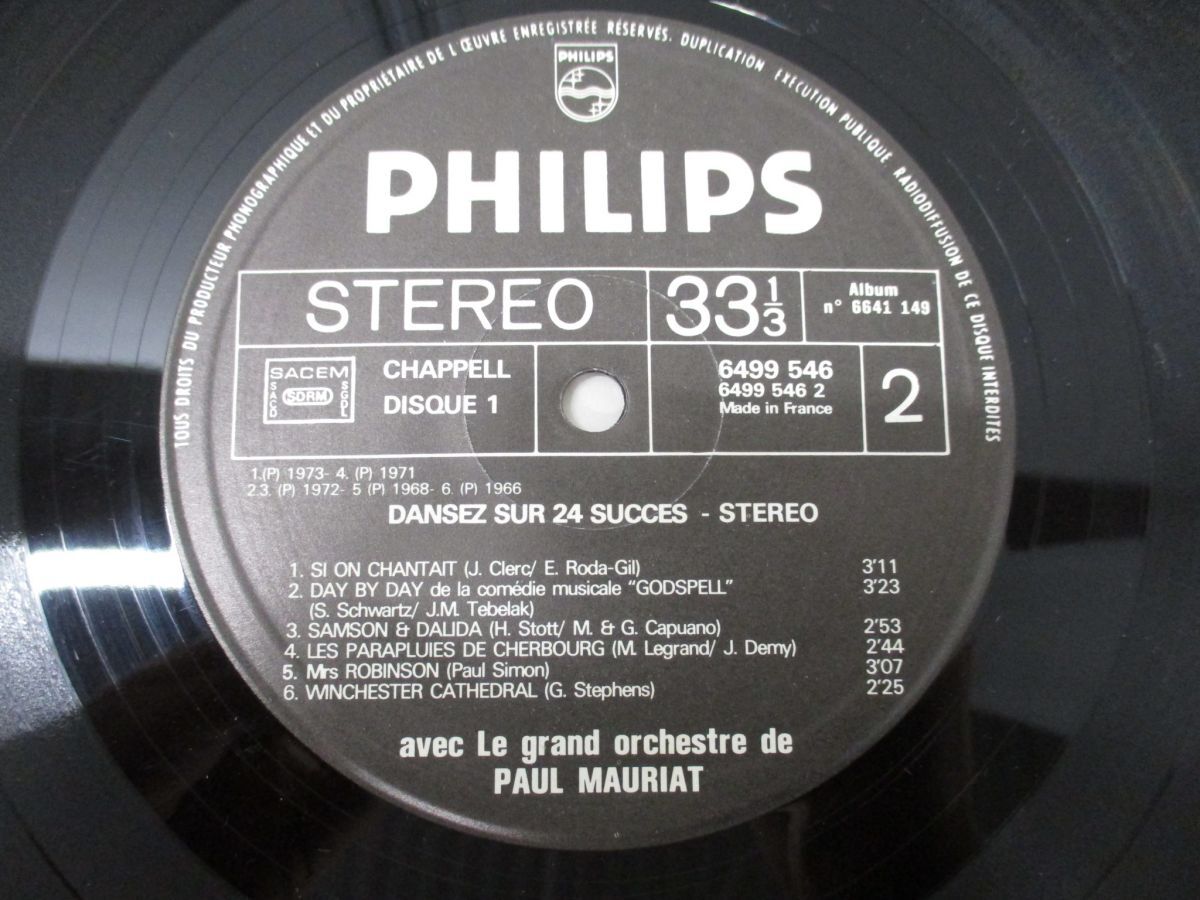 TOUS DROITS DU PRODUCTEUR PHONOGRAPHIQUE ET DU PROPRIÉTAIRE DE L'ŒUVRE ENREGISTRÉE RÉSERVÉS. DUPLICATION EXECUTION PUBLIQUE RADIODIFFUSION DE CE DISQUE INTERDITES
PHILIPS
PHILIPS
STEREO
33 1/3
Album
n° 6641 149
SACEM
SACD
SDRM
SGDL
CHAPPELL
DISQUE 1
6499 546
6499 546 2
Made in France
2
1.(P) 1973- 4. (P) 1971
2.3. (P) 1972- 5 (P) 1968- 6. (P) 1966
DANSEZ SUR 24 SUCCES - STEREO
1. SI ON CHANTAIT (J. Clerc/ E. Roda-Gil) 3'11
2. DAY BY DAY de la comédie musicale "GODSPELL" 3'23
(S. Schwartz/ J.M. Tebelak)
3. SAMSON & DALIDA (H. Stott/ M. & G. Capuano) 2'53
4. LES PARAPLUIES DE CHERBOURG (M. Legrand/ J. Demy) 2'44
5. Mrs ROBINSON (Paul Simon) 3'07
6. WINCHESTER CATHEDRAL (G. Stephens) 2'25
avec Le grand orchestre de
PAUL MAURIAT